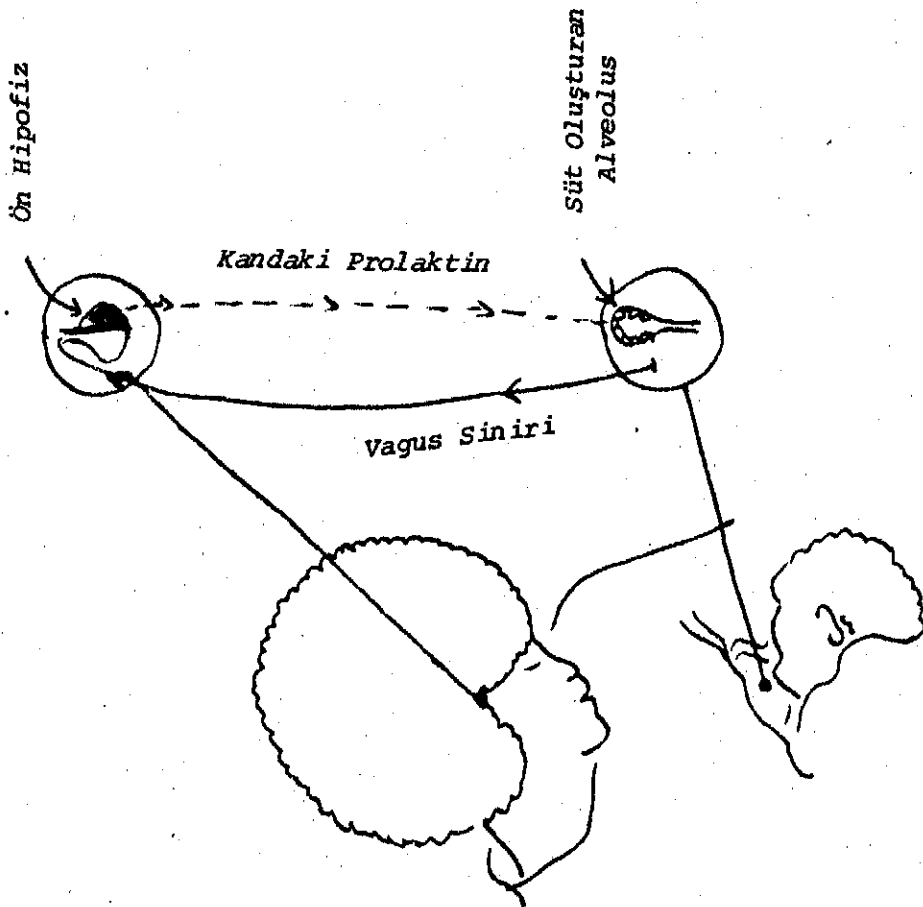 Ön Hipofiz
Kandaki Prolaktin
Süt Oluşturan
Alveolus
Vagus Siniri